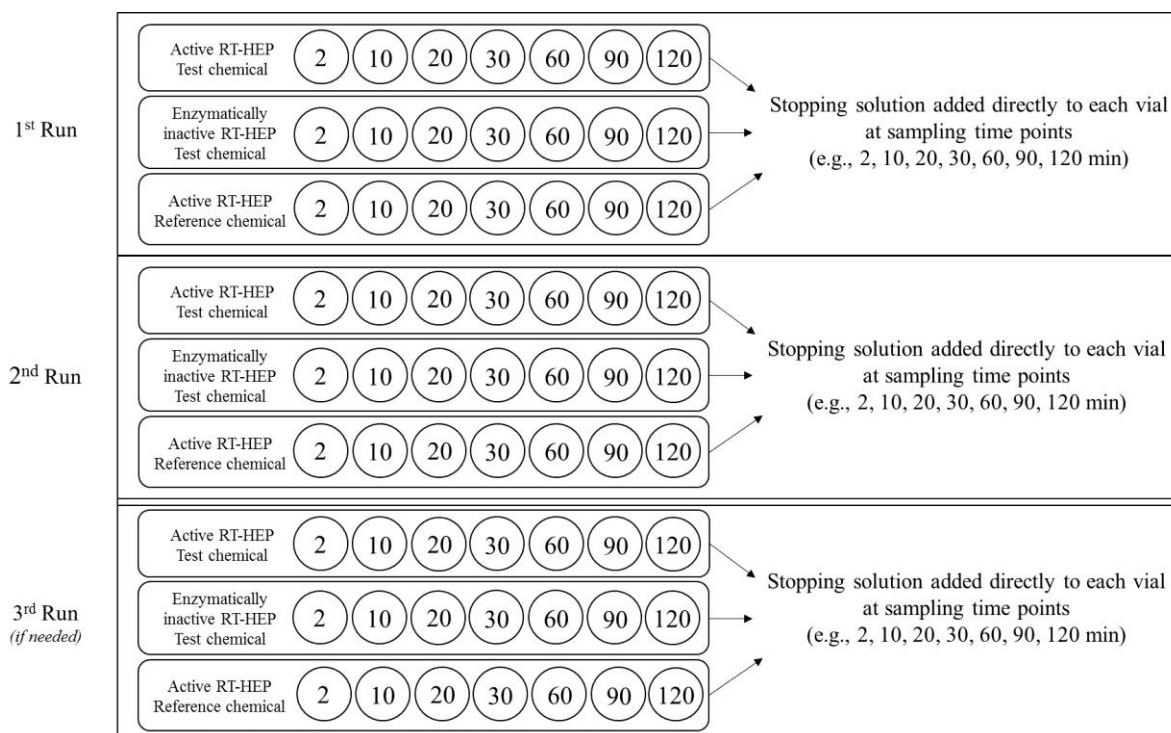 1st Run
Active RT-HEP
Test chemical
2 10 20 30 60 90 120
Enzymatically
inactive RT-HEP
Test chemical
2 10 20 30 60 90 120
Active RT-HEP
Reference chemical
2 10 20 30 60 90 120
Stopping solution added directly to each vial
at sampling time points
(e.g., 2, 10, 20, 30, 60, 90, 120 min)
2nd Run
Active RT-HEP
Test chemical
2 10 20 30 60 90 120
Enzymatically
inactive RT-HEP
Test chemical
2 10 20 30 60 90 120
Active RT-HEP
Reference chemical
2 10 20 30 60 90 120
Stopping solution added directly to each vial
at sampling time points
(e.g., 2, 10, 20, 30, 60, 90, 120 min)
3rd Run
(if needed)
Active RT-HEP
Test chemical
2 10 20 30 60 90 120
Enzymatically
inactive RT-HEP
Test chemical
2 10 20 30 60 90 120
Active RT-HEP
Reference chemical
2 10 20 30 60 90 120
Stopping solution added directly to each vial
at sampling time points
(e.g., 2, 10, 20, 30, 60, 90, 120 min)